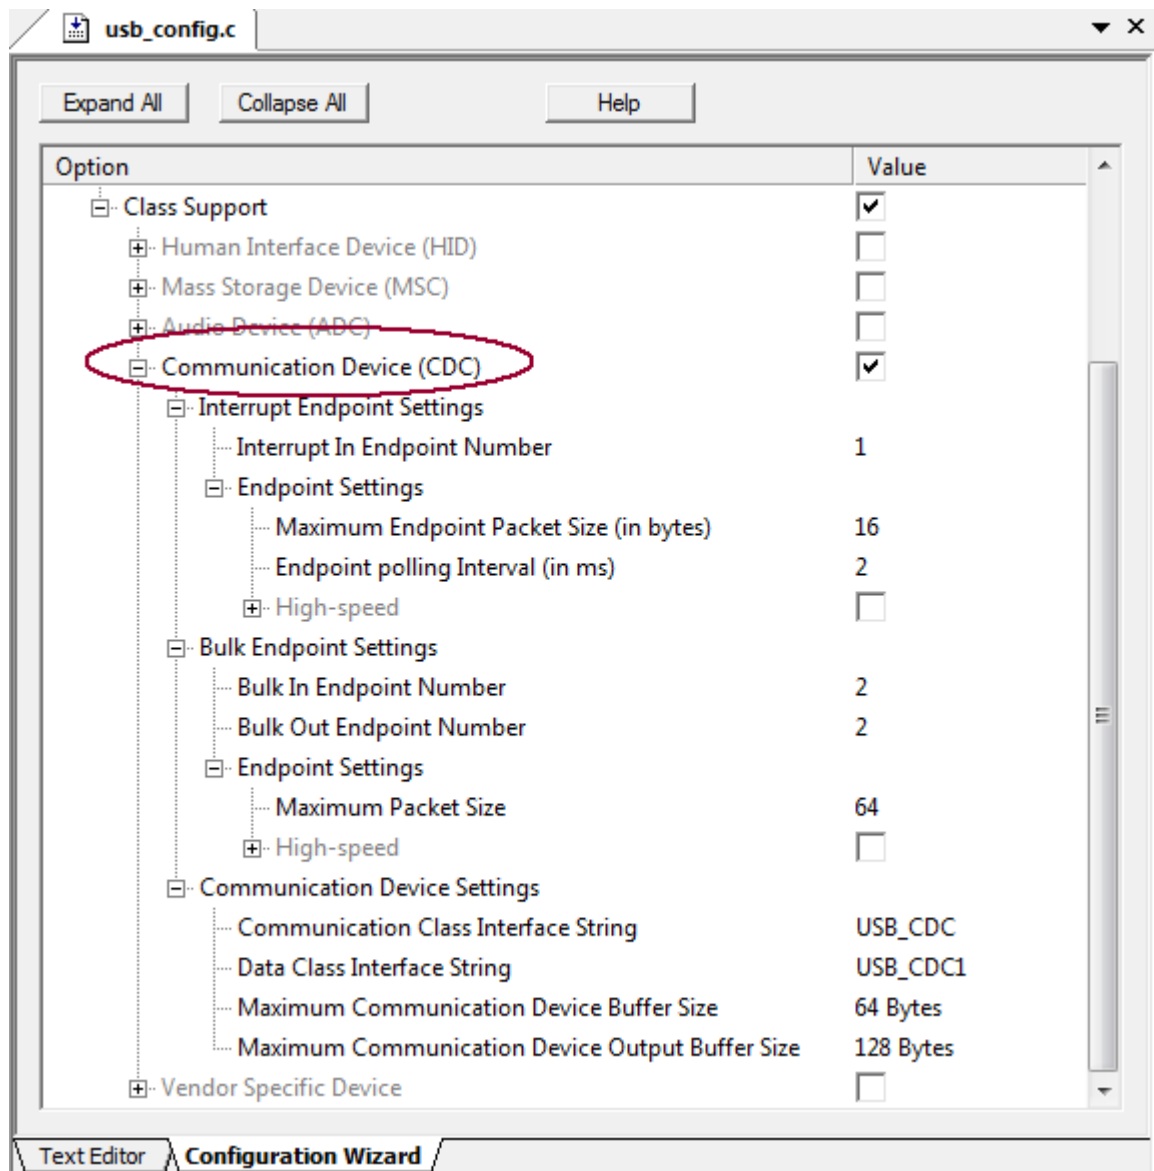 usb_config.c
Expand All Collapse All Help
Option Value
Class Support
Human Interface Device (HID)
Mass Storage Device (MSC)
Audio Device (ADC)
Communication Device (CDC)
Interrupt Endpoint Settings
Interrupt In Endpoint Number 1
Endpoint Settings
Maximum Endpoint Packet Size (in bytes) 16
Endpoint polling Interval (in ms) 2
High-speed
Bulk Endpoint Settings
Bulk In Endpoint Number 2
Bulk Out Endpoint Number 2
Endpoint Settings
Maximum Packet Size 64
High-speed
Communication Device Settings
Communication Class Interface String USB_CDC
Data Class Interface String USB_CDC1
Maximum Communication Device Buffer Size 64 Bytes
Maximum Communication Device Output Buffer Size 128 Bytes
Vendor Specific Device
Text Editor Configuration Wizard